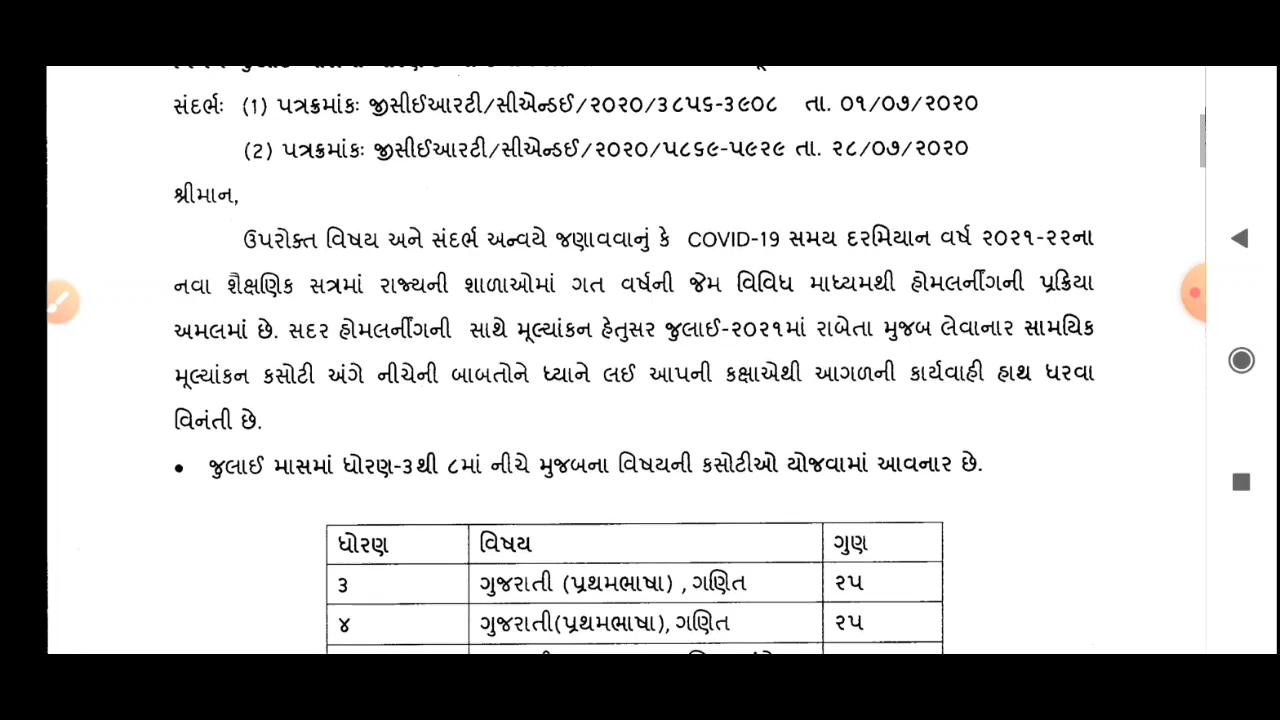 સંદર્ભઃ (1) પત્રક્રમાંકઃ જીસીઈઆરટી/સીએન્ડઈ/૨૦૨૦/૩૮૫૬-૩૯૦૮ તા. ૦૧/૦૭/૨૦૨૦
(2) પત્રક્રમાંકઃ જીસીઈઆરટી/સીએન્ડઈ/૨૦૨૦/૫૮૬૯-૫૯૨૯ તા. ૨૮/૦૭/૨૦૨૦
શ્રીમાન,
ઉપરોક્ત વિષય અને સંદર્ભ અન્વયે જણાવવાનું કે COVID-19 સમય દરમિયાન વર્ષ ૨૦૨૧-૨૨ના
નવા શૈક્ષણિક સત્રમાં રાજ્યની શાળાઓમાં ગત વર્ષની જેમ વિવિધ માધ્યમથી હોમલર્નીંગની પ્રક્રિયા
અમલમાં છે. સદર હોમલર્નીંગની સાથે મૂલ્યાંકન હેતુસર જુલાઈ-૨૦૨૧માં રાબેતા મુજબ લેવાનાર સામયિક
મૂલ્યાંકન કસોટી અંગે નીચેની બાબતોને ધ્યાને લઈ આપની કક્ષાએથી આગળની કાર્યવાહી હાથ ધરવા
વિનંતી છે.
• જુલાઈ માસમાં ધોરણ-૩થી ૮માં નીચે મુજબના વિષયની કસોટીઓ યોજવામાં આવનાર છે.
ધોરણ વિષય ગુણ
૩ ગુજરાતી (પ્રથમભાષા) , ગણિત ૨૫
૪ ગુજરાતી(પ્રથમભાષા), ગણિત ૨૫